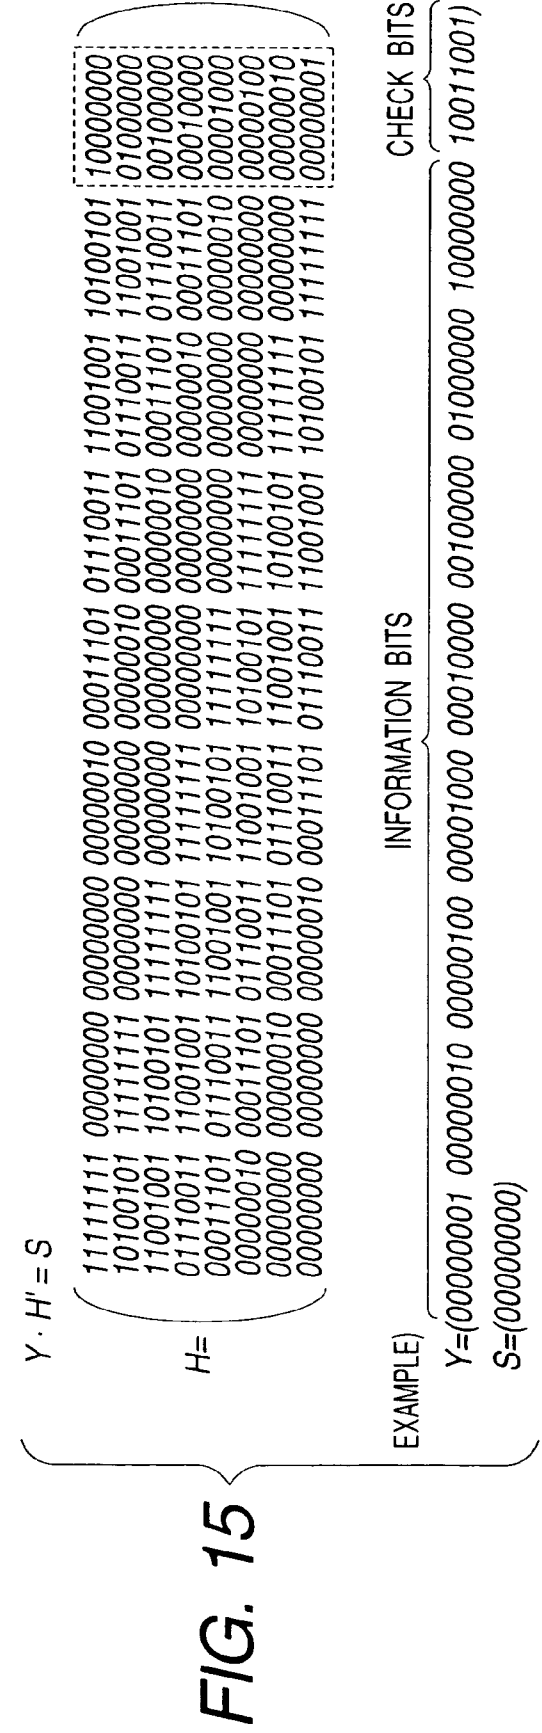 FIG. 15
Y · H' = S
H=
11111111 00000000 00000000 00000010 00011101 01110011 11001001 10100101 10000000
10100101 11111111 00000000 00000000 00000010 00011101 01110011 11001001 01000000
11001001 10100101 11111111 00000000 00000000 00000010 00011101 01110011 00100000
01110011 11001001 10100101 11111111 00000000 00000000 00000010 00011101 00010000
00011101 01110011 11001001 10100101 11111111 00000000 00000000 00000010 00001000
00000010 00011101 01110011 11001001 10100101 11111111 00000000 00000000 00000100
00000000 00000010 00011101 01110011 11001001 10100101 11111111 00000000 00000010
00000000 00000000 00000010 00011101 01110011 11001001 10100101 11111111 00000001
EXAMPLE)
INFORMATION BITS
CHECK BITS
Y=(00000001 000000010 00000100 00001000 00010000 00100000 01000000 10000000 10011001)
S=(00000000)